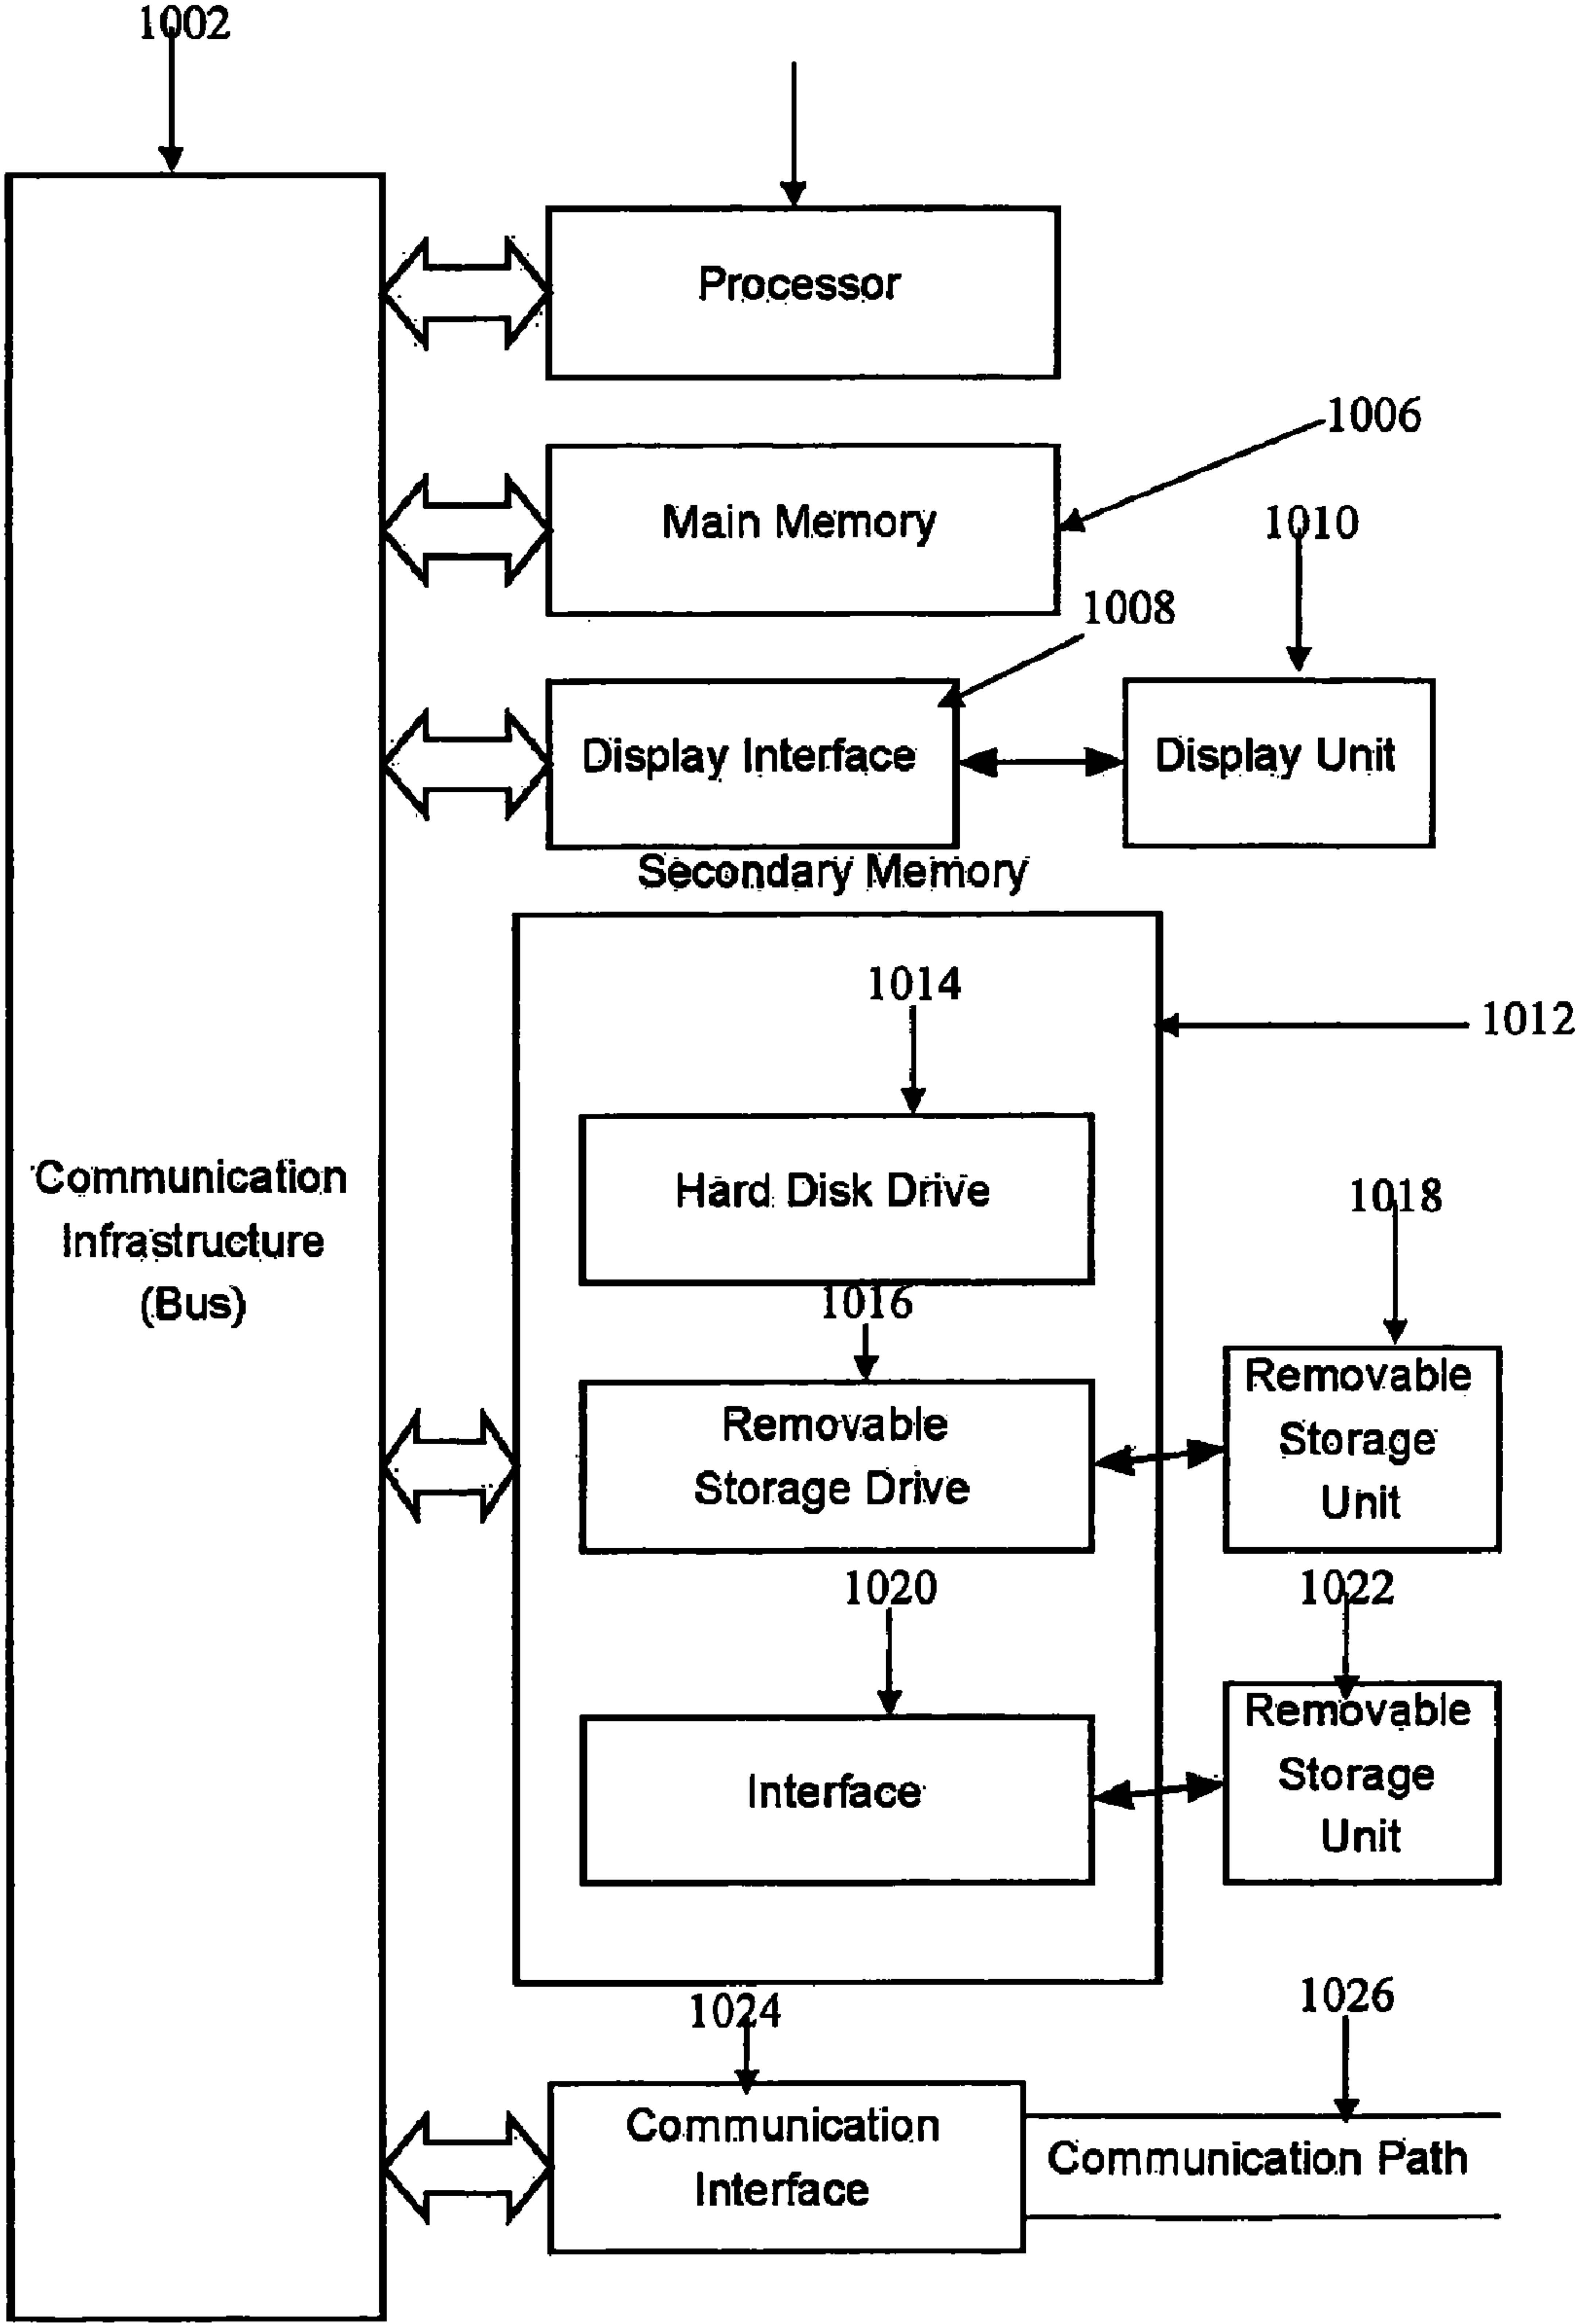 1002
Processor
1006
Main Memory
1010
1008
Display Interface
Display Unit
Secondary Memory
1014
1012
Hard Disk Drive
Communication
Infrastructure
(Bus)
1016
1018
Removable
Storage Drive
Removable
Storage
Unit
1020
1022
Interface
Removable
Storage
Unit
1024
1026
Communication
Interface
Communication Path